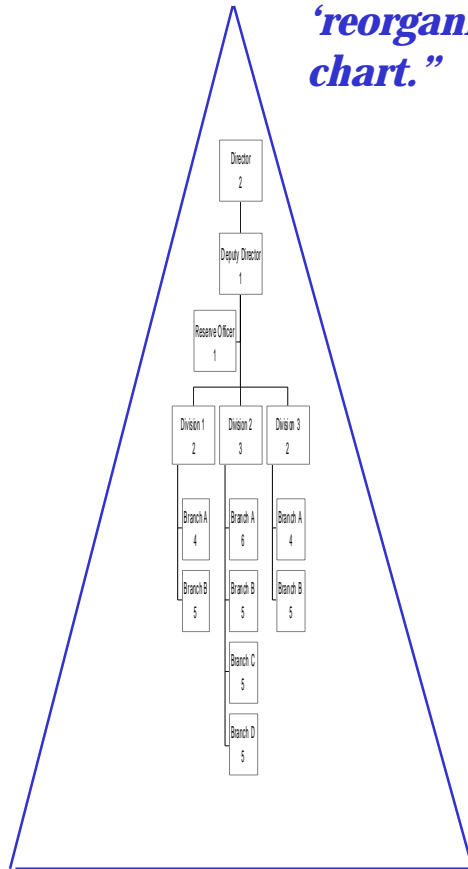 chart.”
Director
2
Deputy Director
1
Reserve Officer
1
Division 1
2
Division 2
3
Division 3
2
Branch A
4
Branch A
6
Branch A
4
Branch B
5
Branch B
5
Branch B
5
Branch C
5
Branch D
5